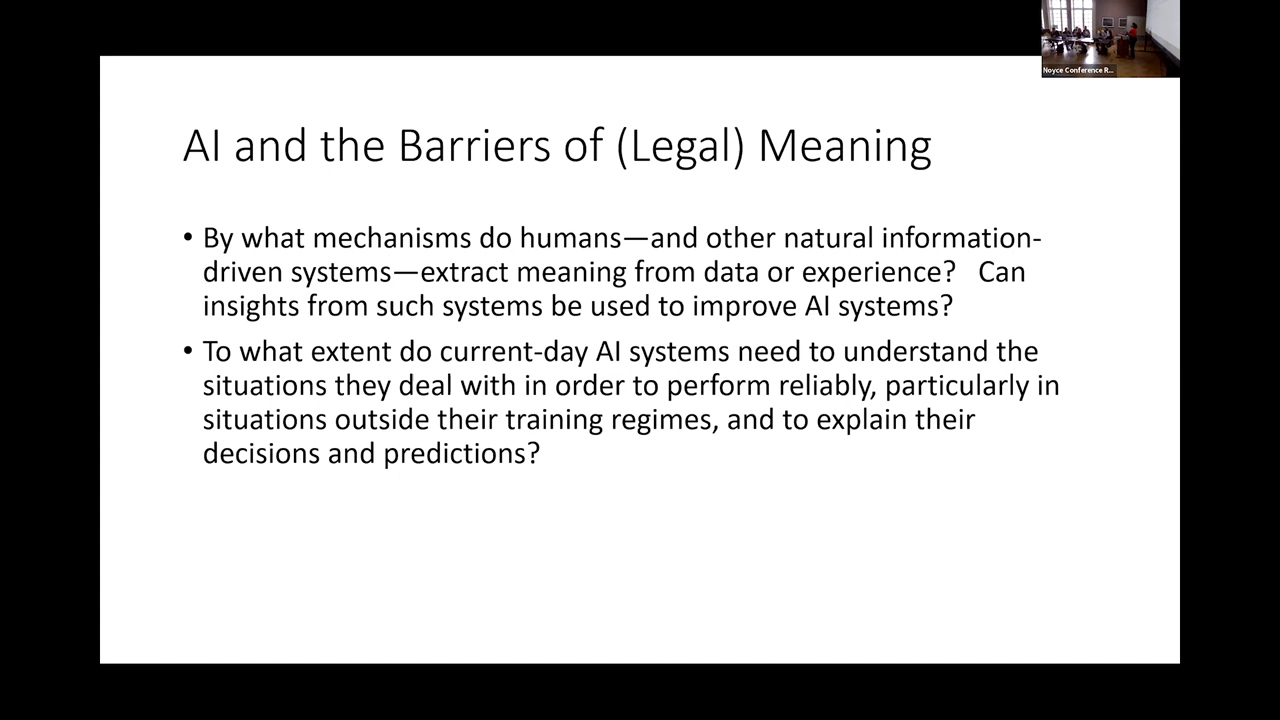 Noyce Conference R...
AI and the Barriers of (Legal) Meaning
• By what mechanisms do humans—and other natural information-
driven systems—extract meaning from data or experience?   Can
insights from such systems be used to improve AI systems?
• To what extent do current-day AI systems need to understand the
situations they deal with in order to perform reliably, particularly in
situations outside their training regimes, and to explain their
decisions and predictions?